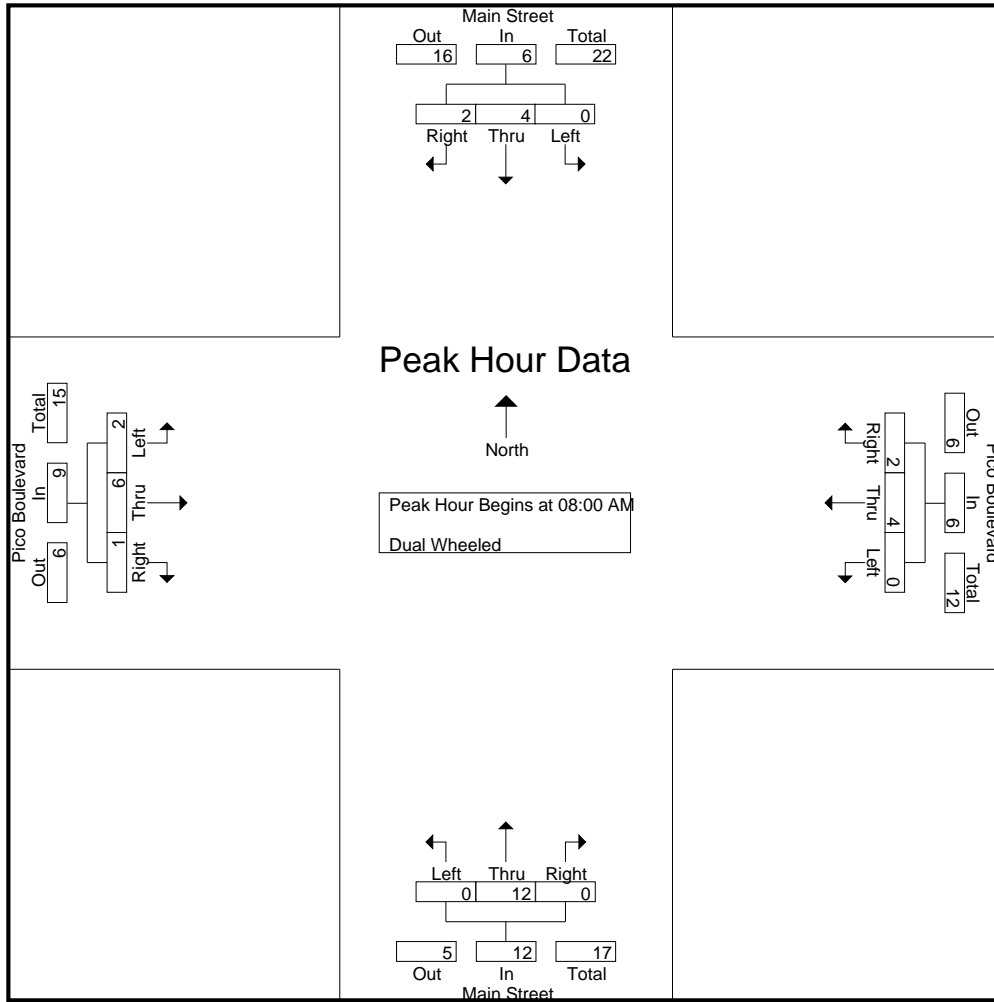 Main Street
Out In Total
16 6 22
2 4 0
Right Thru Left
Peak Hour Data
North
Peak Hour Begins at 08:00 AM
Dual Wheeled
Pico Boulevard
Total In Out
15 9 6
2 6 1
Left Thru Right
Right Thru Left
2 4 0
6 6 12
Out In Total
Pico Boulevard
Left Thru Right
0 12 0
5 12 17
Out In Total
Main Street